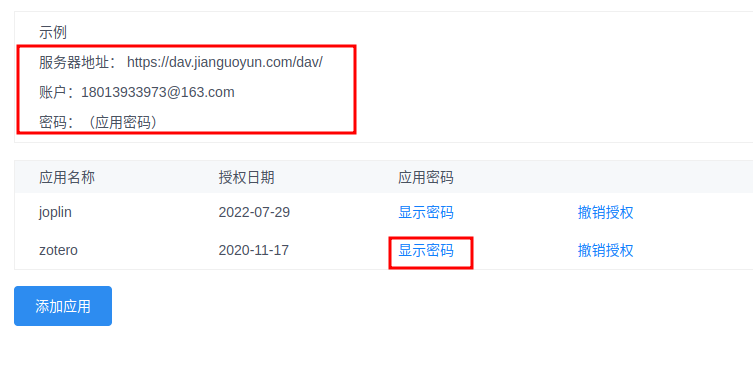 示例
服务器地址： https://dav.jianguoyun.com/dav/
账户：18013933973@163.com
密码：（应用密码）
应用名称 授权日期 应用密码
joplin 2022-07-29 显示密码 撤销授权
zotero 2020-11-17 显示密码 撤销授权
添加应用